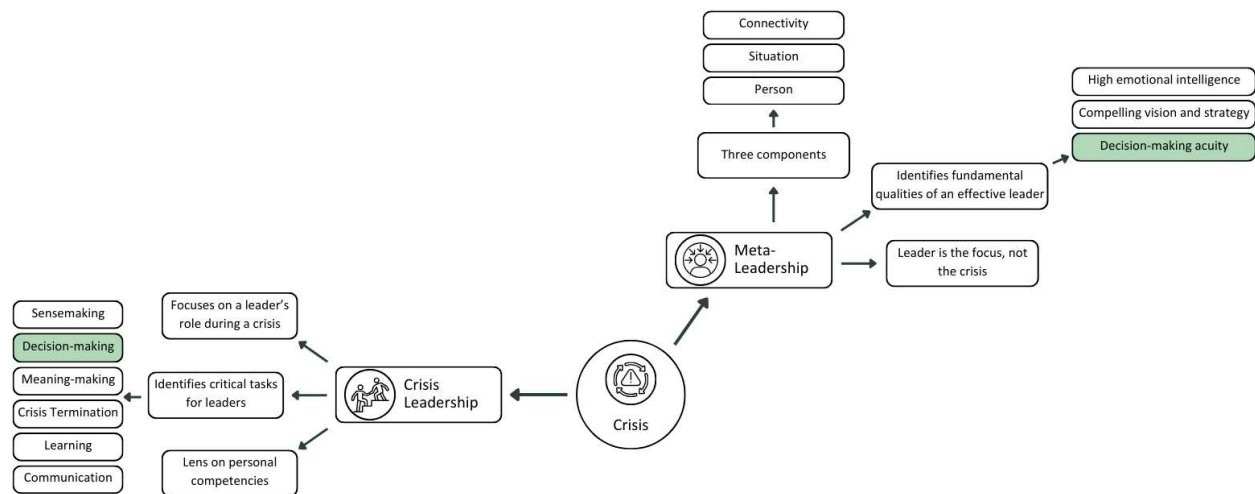 Connectivity
Situation
Person
Three components
High emotional intelligence
Compelling vision and strategy
Decision-making acuity
Identifies fundamental
qualities of an effective leader
Meta-
Leadership
Leader is the focus, not
the crisis
Crisis
Crisis
Leadership
Focuses on a leader’s
role during a crisis
Identifies critical tasks
for leaders
Lens on personal
competencies
Sensemaking
Decision-making
Meaning-making
Crisis Termination
Learning
Communication